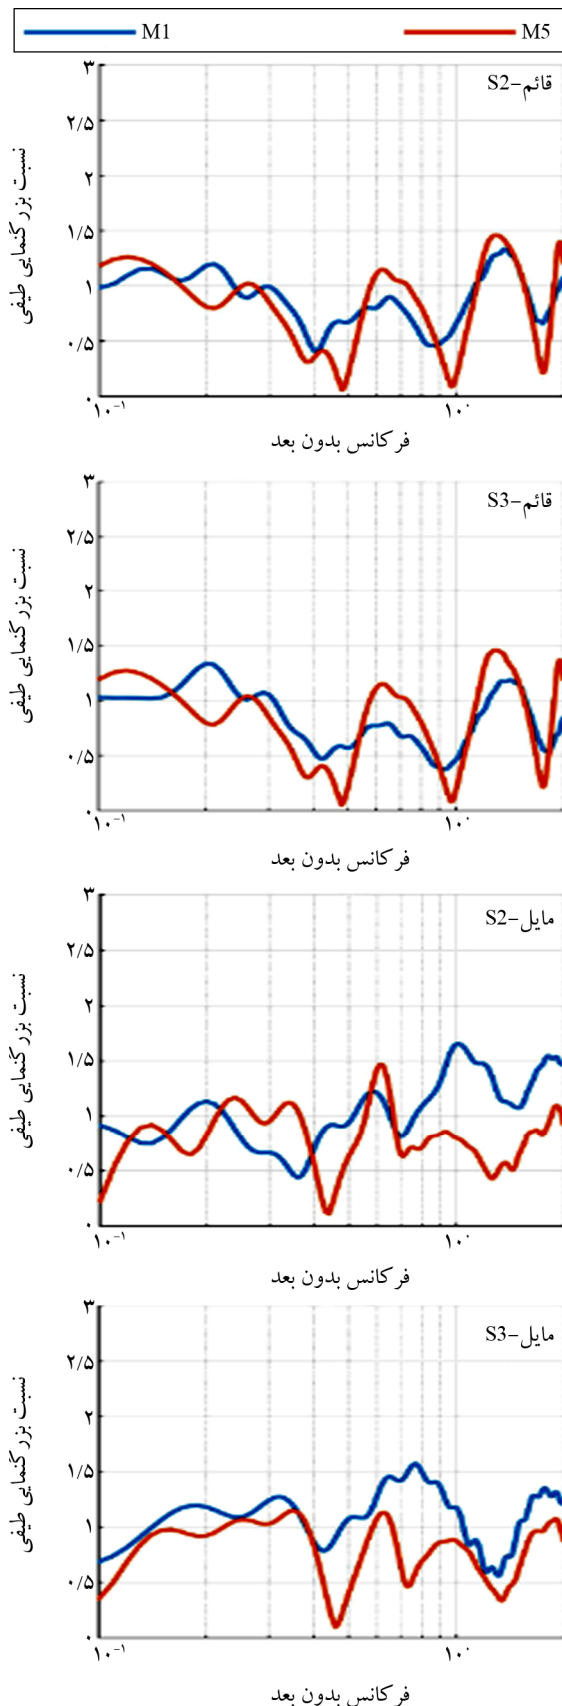 M1 M5
قائم-S2
نسبت بزرگنمایی طیفی
۳
۲/۵
۲
۱/۵
۱
۰/۵
۰
۱۰⁻¹ ۱۰⁰
فرکانس بدون بعد
قائم-S3
نسبت بزرگنمایی طیفی
۳
۲/۵
۲
۱/۵
۱
۰/۵
۰
۱۰⁻¹ ۱۰⁰
فرکانس بدون بعد
مایل-S2
نسبت بزرگنمایی طیفی
۳
۲/۵
۲
۱/۵
۱
۰/۵
۰
۱۰⁻¹ ۱۰⁰
فرکانس بدون بعد
مایل-S3
نسبت بزرگنمایی طیفی
۳
۲/۵
۲
۱/۵
۱
۰/۵
۰
۱۰⁻¹ ۱۰⁰
فرکانس بدون بعد